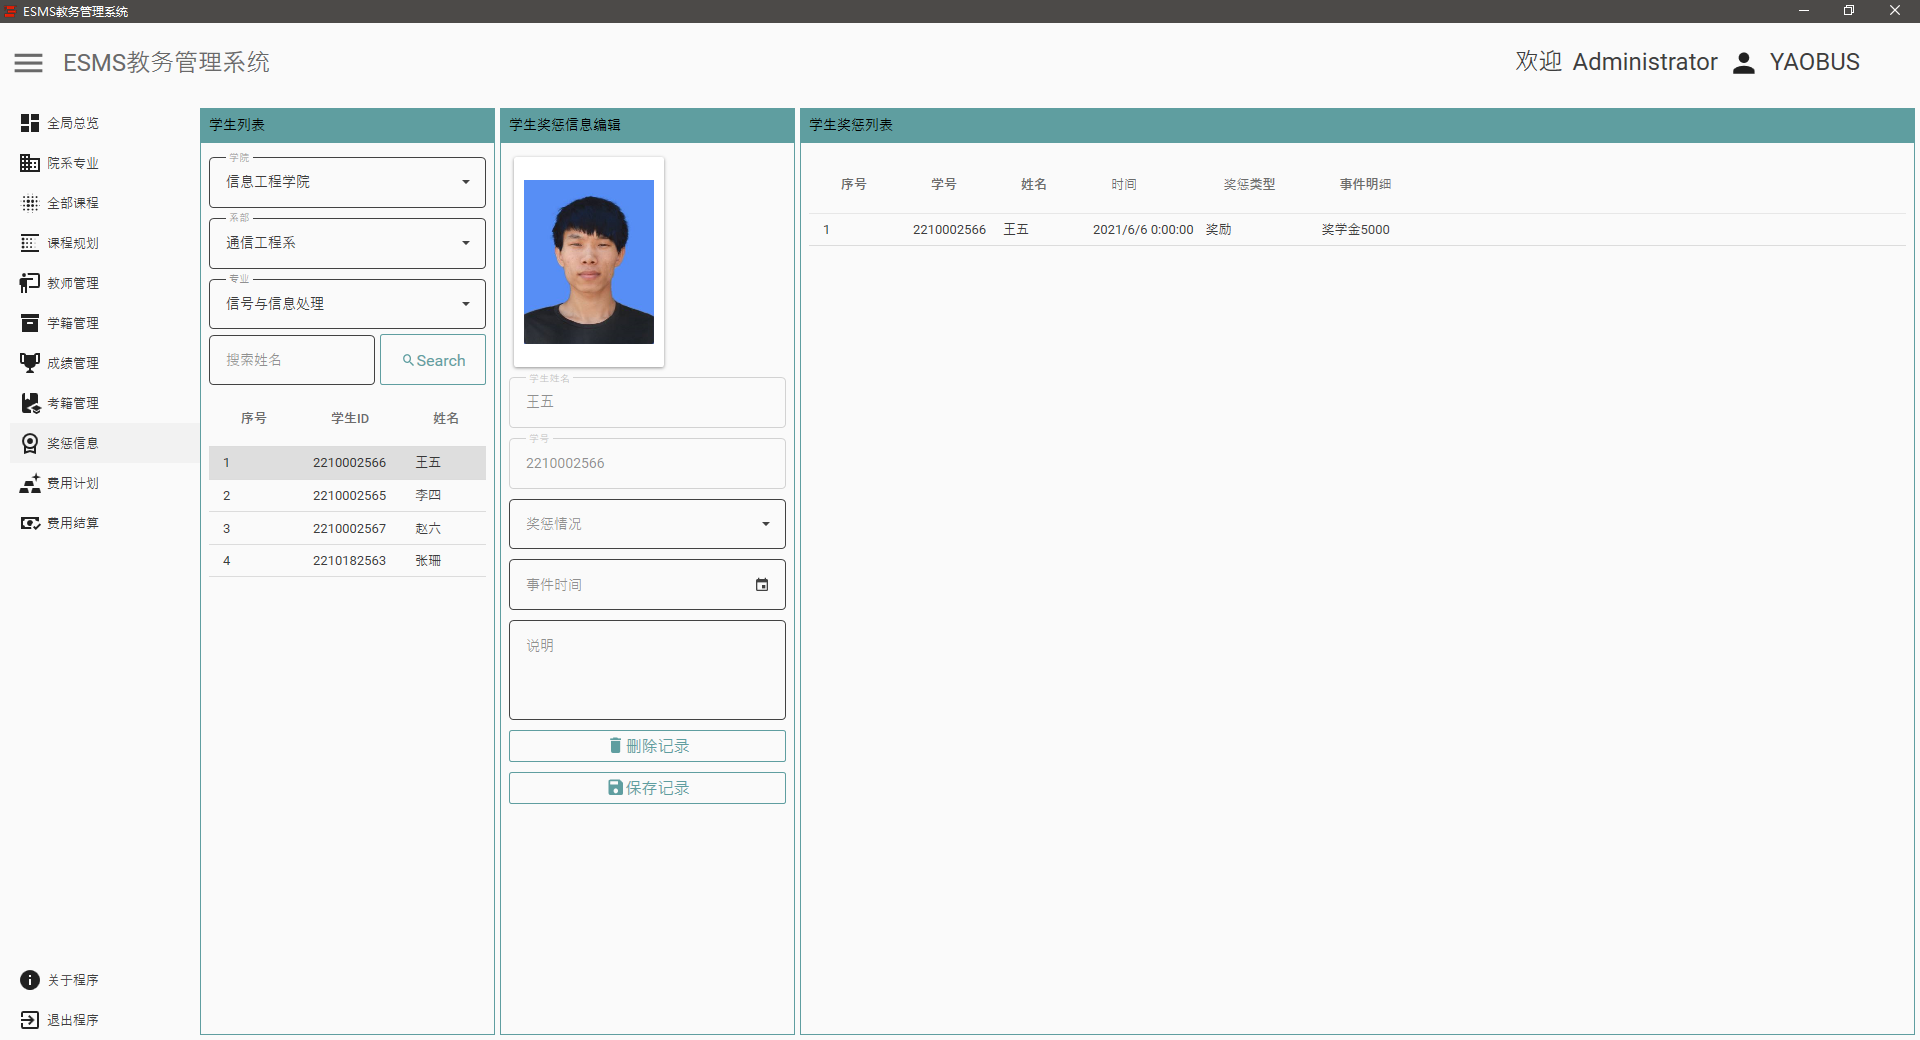 ESMS教务管理系统
ESMS教务管理系统
欢迎 Administrator YAOBUS
全局总览
院系专业
全部课程
课程规划
教师管理
学籍管理
成绩管理
考籍管理
奖惩信息
费用计划
费用结算
关于程序
退出程序
学生列表
学院
信息工程学院
系部
通信工程系
专业
信号与信息处理
搜索姓名 Search
序号 学生ID 姓名
1 2210002566 王五
2 2210002565 李四
3 2210002567 赵六
4 2210182563 张珊
学生奖惩信息编辑
学生姓名
王五
学号
2210002566
奖惩情况
事件时间
说明
删除记录
保存记录
学生奖惩列表
序号 学号 姓名 时间 奖惩类型 事件明细
1 2210002566 王五 2021/6/6 0:00:00 奖励 奖学金5000